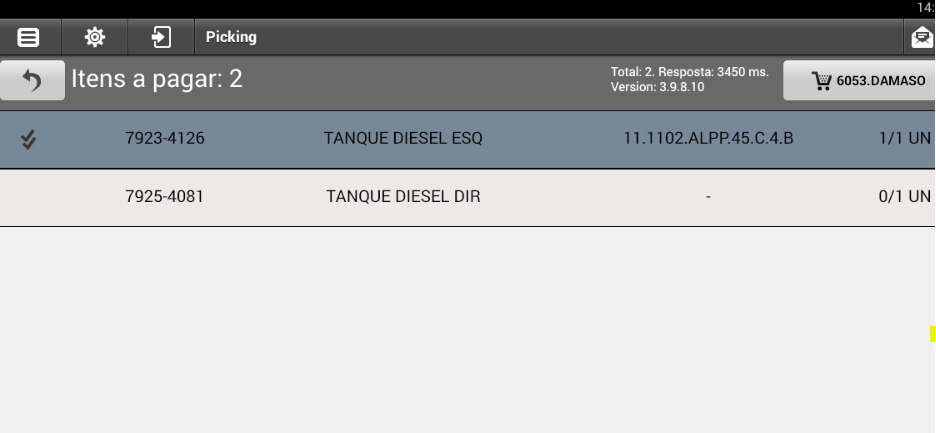 14:
Picking
Itens a pagar: 2
Total: 2. Resposta: 3450 ms.
Version: 3.9.8.10
6053.DAMASO
7923-4126 TANQUE DIESEL ESQ 11.1102.ALPP.45.C.4.B 1/1 UN
7925-4081 TANQUE DIESEL DIR - 0/1 UN